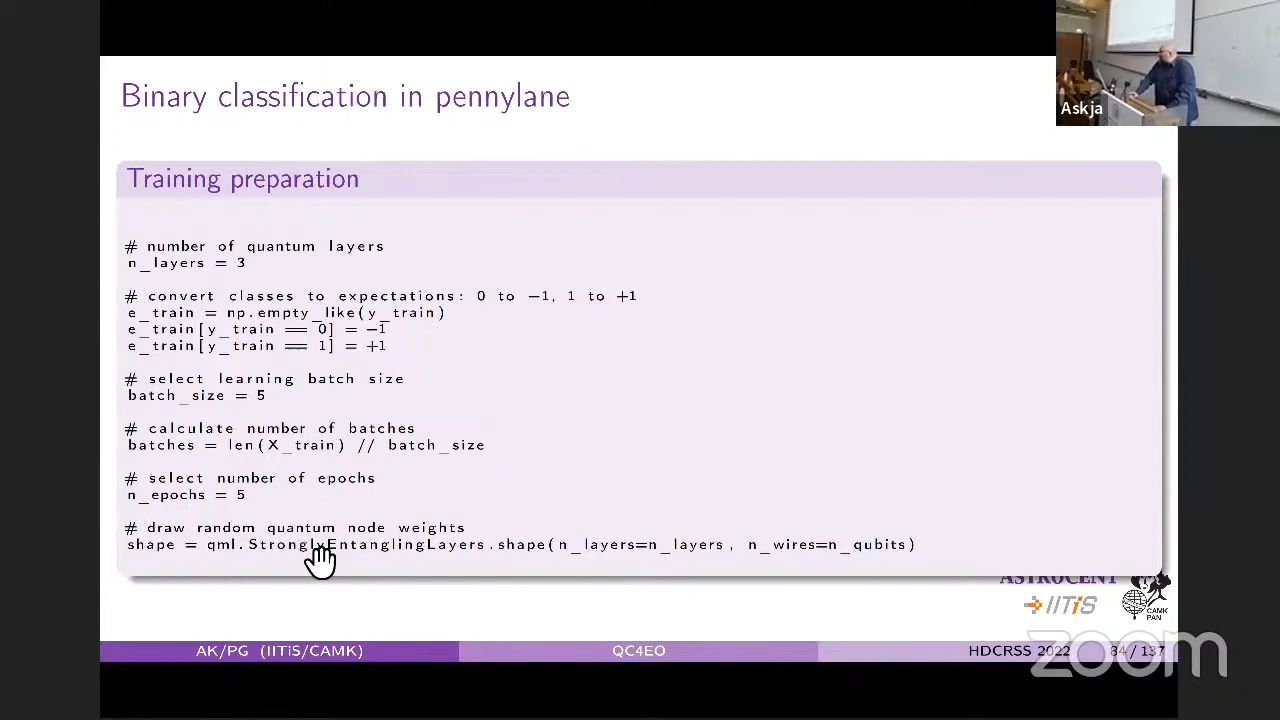 Binary classification in pennylane
Askja
Training preparation
# number of quantum layers
n_layers = 3
# convert classes to expectations: 0 to −1, 1 to +1
e_train = np.empty_like(y_train)
e_train[y_train == 0] = −1
e_train[y_train == 1] = +1
# select learning batch size
batch_size = 5
# calculate number of batches
batches = len(X_train) // batch_size
# select number of epochs
n_epochs = 5
# draw random quantum node weights
shape = qml.StronglyEntanglingLayers.shape(n_layers=n_layers, n_wires=n_qubits)
ASTROCENT
IITiS
CAMK
PAN
AK/PG (IITiS/CAMK)
QC4EO
HDCRSS 2022
84/137
zoom